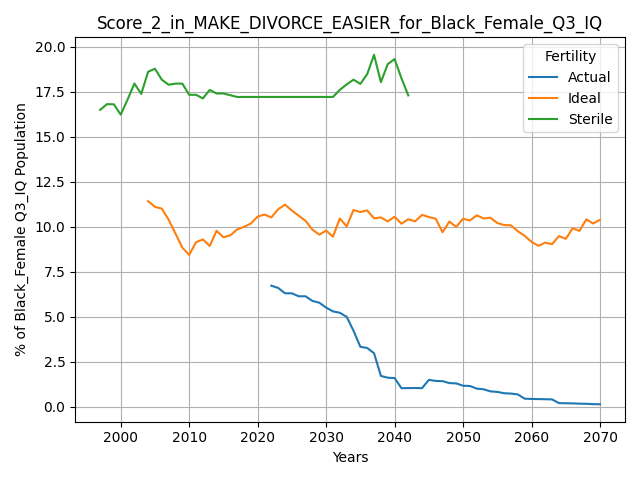 Score_2_in_MAKE_DIVORCE_EASIER_for_Black_Female_Q3_IQ
20.0
17.5
15.0
12.5
10.0
7.5
5.0
2.5
0.0
% of Black_Female Q3_IQ Population
Fertility
Actual
Ideal
Sterile
2000 2010 2020 2030 2040 2050 2060 2070
Years